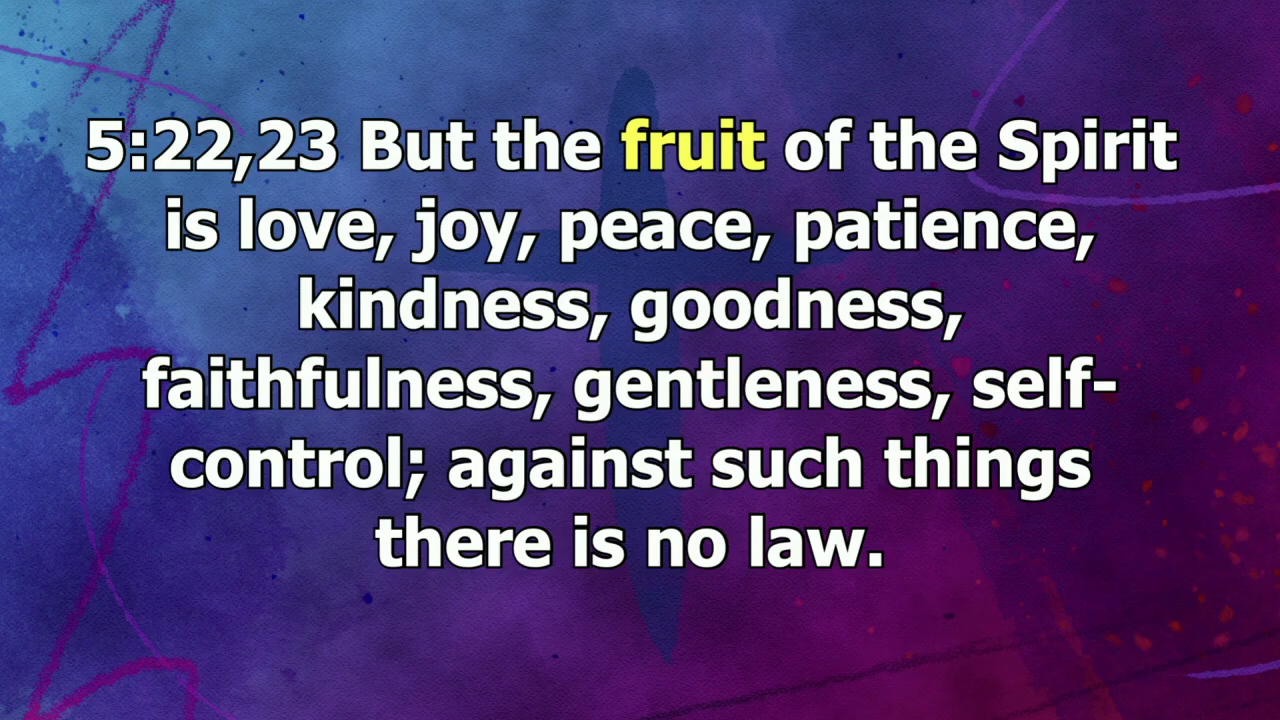 5:22,23 But the fruit of the Spirit
is love, joy, peace, patience,
kindness, goodness,
faithfulness, gentleness, self-
control; against such things
there is no law.